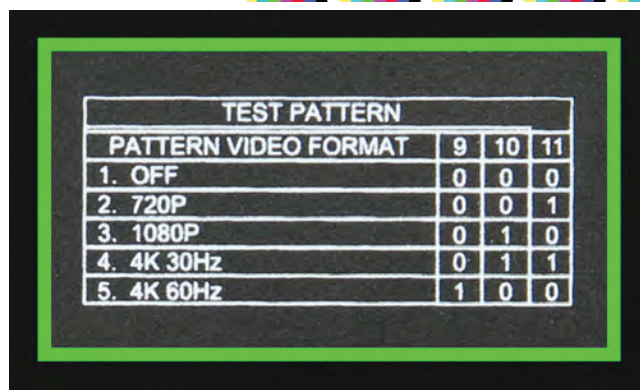 TEST PATTERN
PATTERN VIDEO FORMAT 9 10 11
1. OFF 0 0 0
2. 720P 0 0 1
3. 1080P 0 1 0
4. 4K 30Hz 0 1 1
5. 4K 60Hz 1 0 0